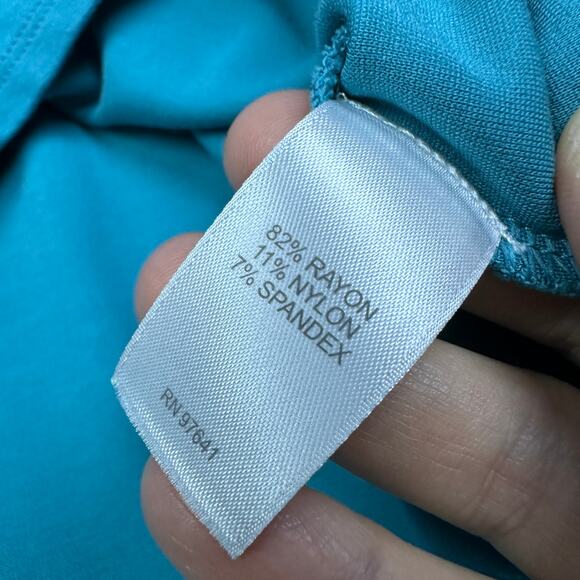 82% RAYON
11% NYLON
7% SPANDEX
RN 97641